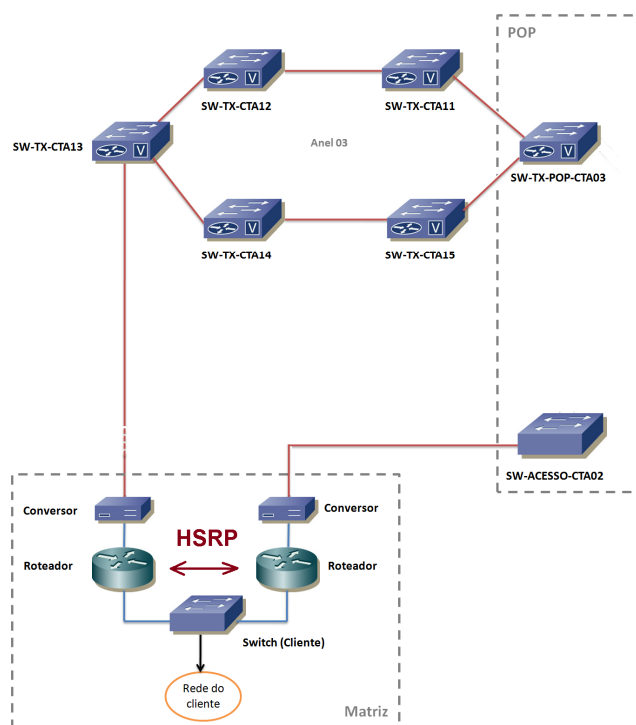 POP
SW-TX-CTA12
SW-TX-CTA11
SW-TX-CTA13
Anel 03
SW-TX-POP-CTA03
SW-TX-CTA14
SW-TX-CTA15
V
V
V
V
V
V
SW-ACESSO-CTA02
Conversor
Conversor
HSRP
Roteador
Roteador
Switch (Cliente)
Rede do
cliente
Matriz